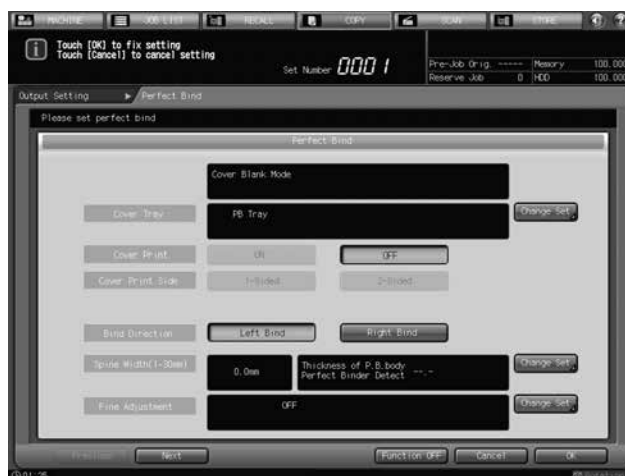 MACHINE JOB LIST RECALL COPY SCAN STORE
Touch [OK] to fix setting
Touch [Cancel] to cancel setting
Set Number 0001
Pre-Job Orig. ----- Memory 100.000
Reserve Job 0 HDD 100.000
Output Setting Perfect Bind
Please set perfect bind
Perfect Bind
Cover Blank Mode
Cover Tray PB Tray Change Set
Cover Print ON OFF
Cover Print Side 1-Sided 2-Sided
Bind Direction Left Bind Right Bind
Spine Width(1-30mm) 0.0mm Thickness of P.B.body
Perfect Binder Detect --.- Change Set
Fine Adjustment OFF Change Set
Previous Next Function OFF Cancel OK
01:25